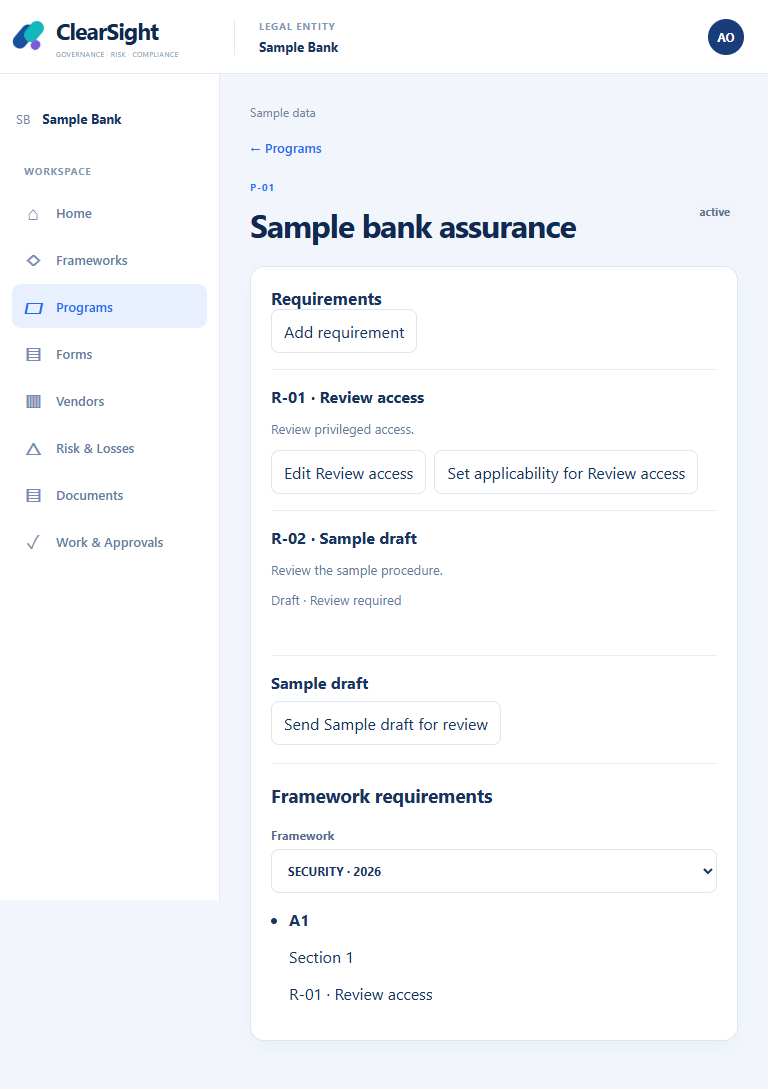 ClearSight
GOVERNANCE · RISK · COMPLIANCE
LEGAL ENTITY
Sample Bank
AO
SB Sample Bank
WORKSPACE
Home
Frameworks
Programs
Forms
Vendors
Risk & Losses
Documents
Work & Approvals
Sample data
← Programs
P-01
Sample bank assurance
active
Requirements
Add requirement
R-01 · Review access
Review privileged access.
Edit Review access
Set applicability for Review access
R-02 · Sample draft
Review the sample procedure.
Draft · Review required
Sample draft
Send Sample draft for review
Framework requirements
Framework
SECURITY · 2026
• A1
Section 1
R-01 · Review access